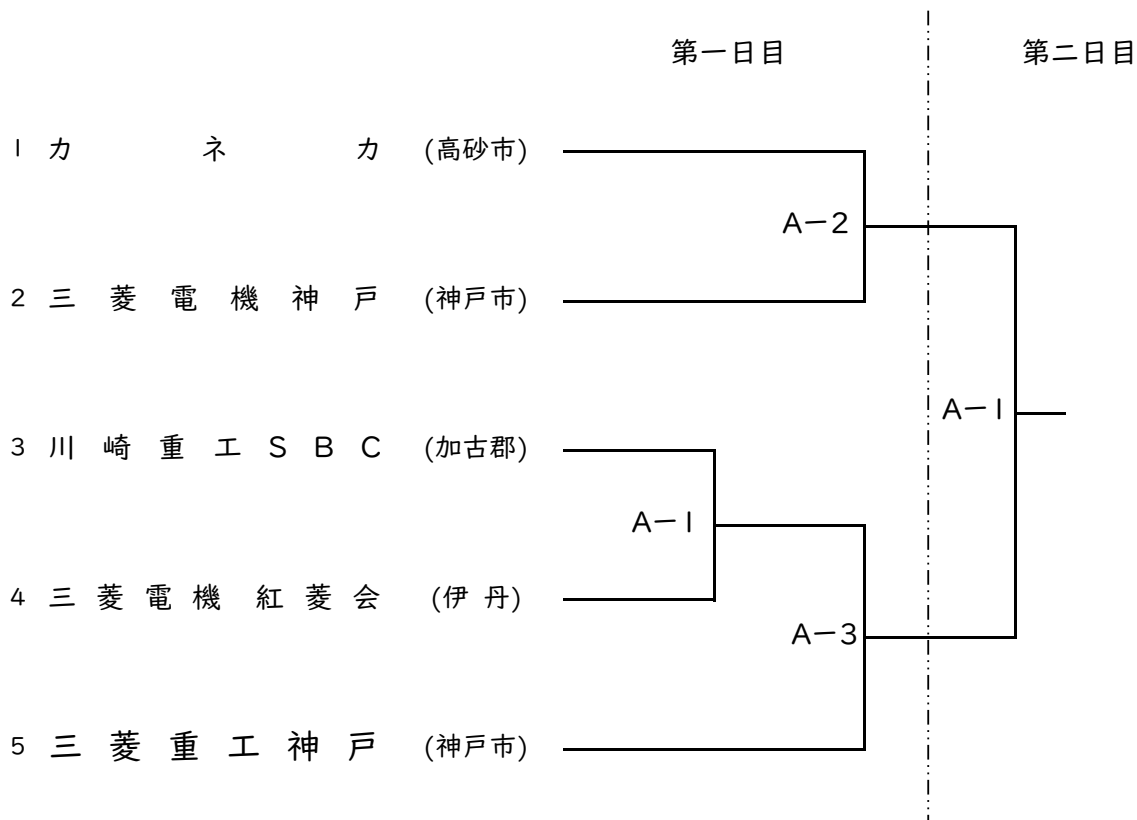 第一日目 第二日目
1 カネカ (高砂市)
A－2
2 三菱電機神戸 (神戸市)
A－1
3 川崎重工ＳＢＣ (加古郡)
A－1
4 三菱電機 紅菱会 (伊 丹)
A－3
5 三菱重工神戸 (神戸市)